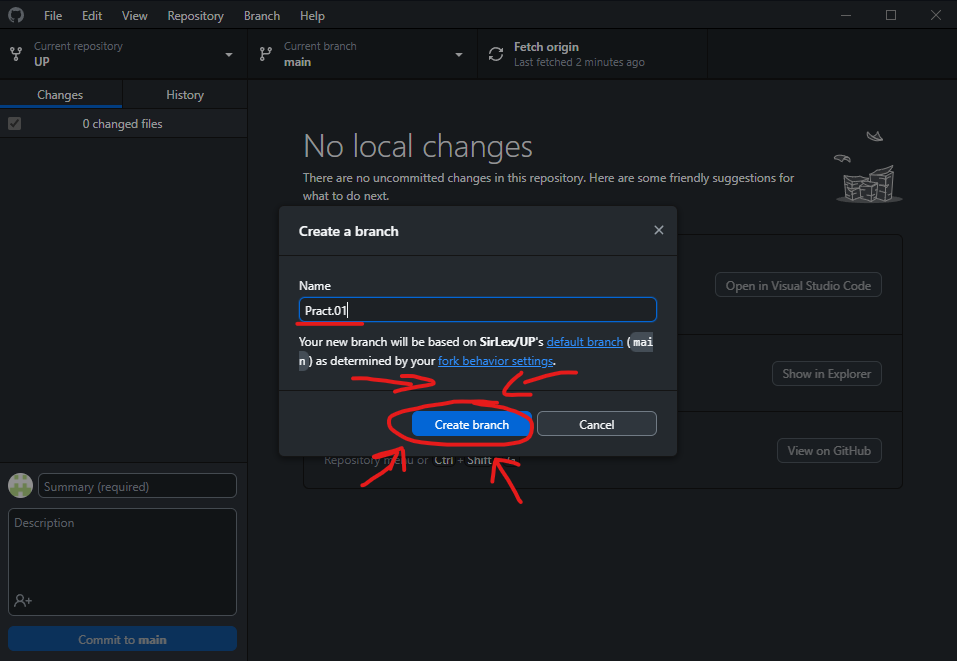 File Edit View Repository Branch Help
Current repository
UP
Current branch
main
Fetch origin
Last fetched 2 minutes ago
Changes
History
0 changed files
No local changes
There are no uncommitted changes in this repository. Here are some friendly suggestions for
what to do next.
Create a branch
Name
Pract.01
Your new branch will be based on SirLex/UP's default branch (mai
n) as determined by your fork behavior settings.
Create branch
Cancel
Open in Visual Studio Code
Show in Explorer
View on GitHub
Repository menu or Ctrl + Shift
Summary (required)
Description
Commit to main